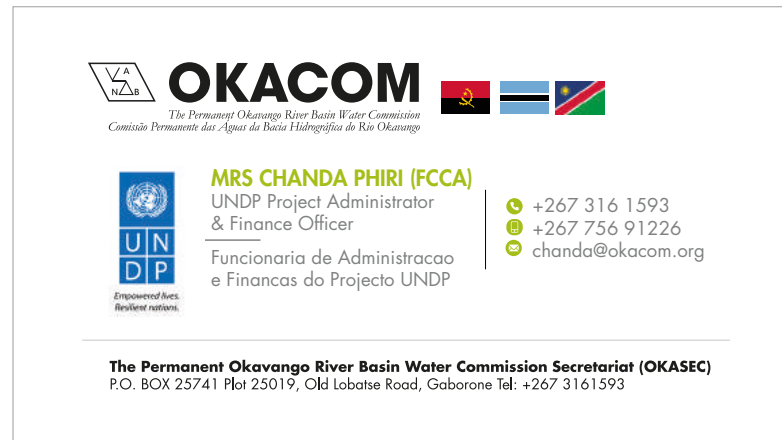 V A
N B
OKACOM
The Permanent Okavango River Basin Water Commission
Comissão Permanente das Águas da Bacia Hidrográfica do Rio Okavango
MRS CHANDA PHIRI (FCCA)
UNDP Project Administrator
& Finance Officer
Funcionaria de Administracao
e Financas do Projecto UNDP
U N
D P
Empowered lives.
Resilient nations.
+267 316 1593
+267 756 91226
chanda@okacom.org
The Permanent Okavango River Basin Water Commission Secretariat (OKASEC)
P.O. BOX 25741 Plot 25019, Old Lobatse Road, Gaborone Tel: +267 3161593